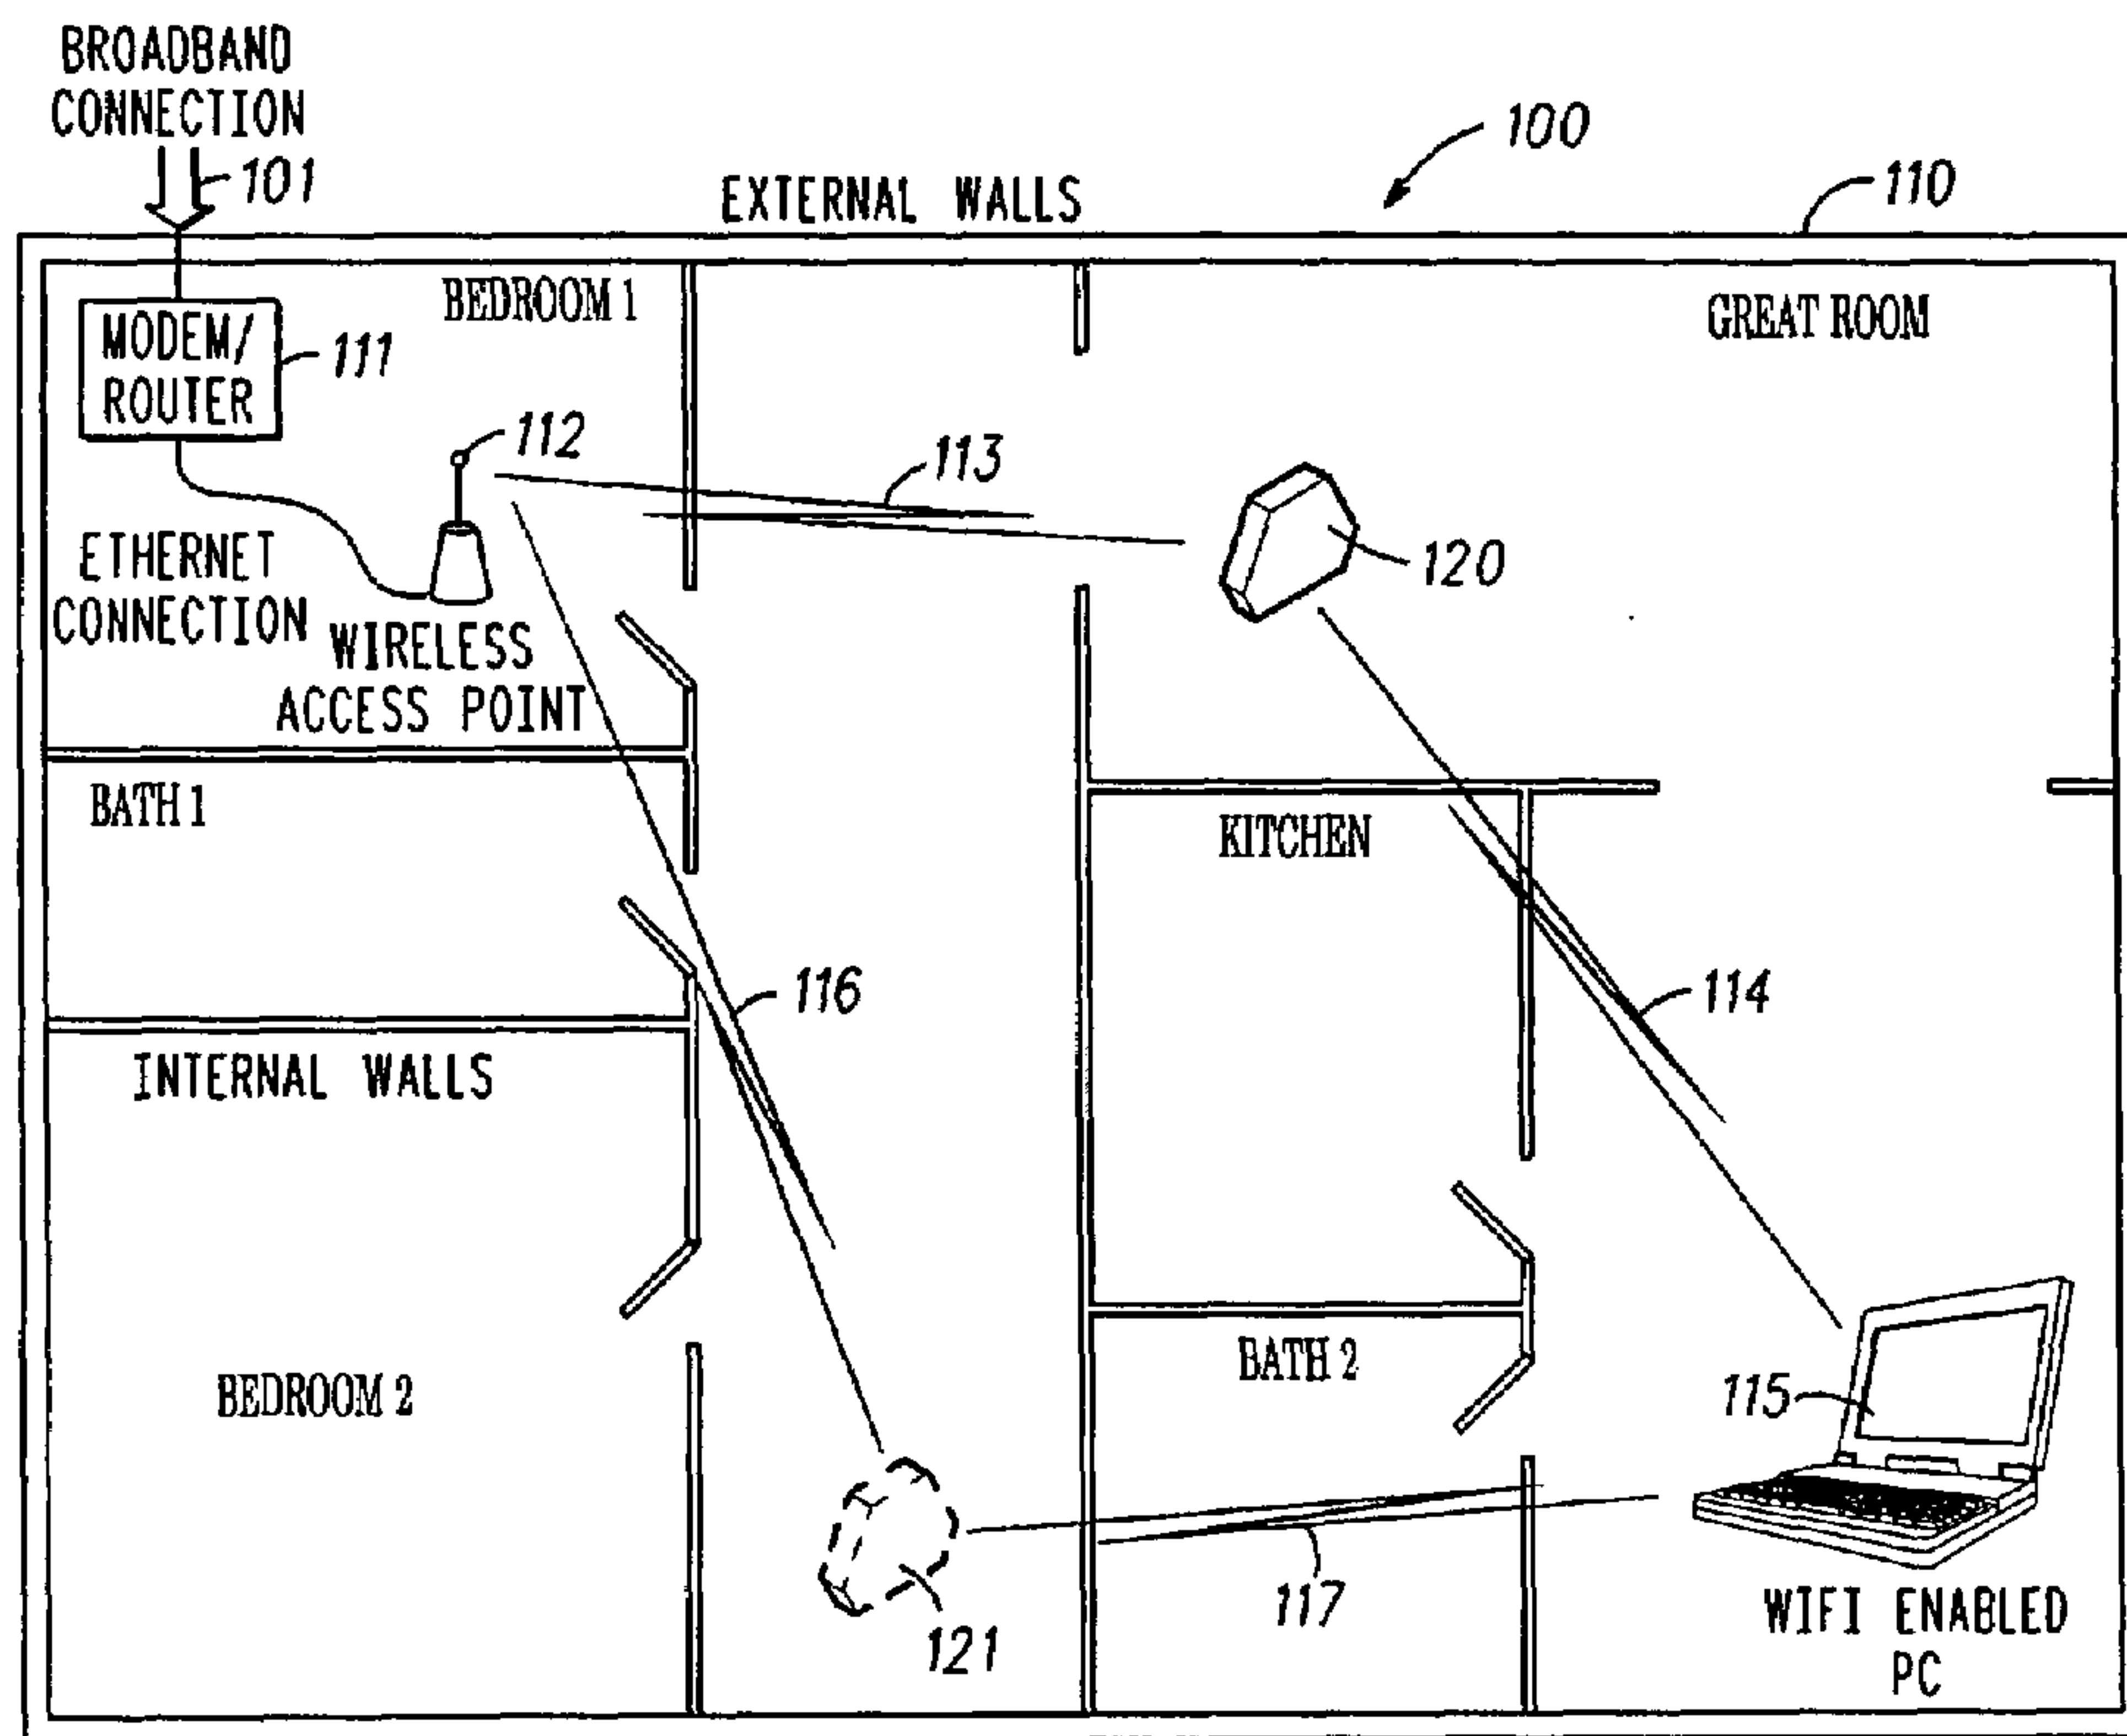 BROADBAND
CONNECTION
101
EXTERNAL WALLS
100
110
BEDROOM 1
GREAT ROOM
MODEM/
ROUTER
111
112
113
120
ETHERNET
CONNECTION
WIRELESS
ACCESS POINT
BATH 1
KITCHEN
116
114
INTERNAL WALLS
BEDROOM 2
BATH 2
115
117
121
WIFI ENABLED
PC